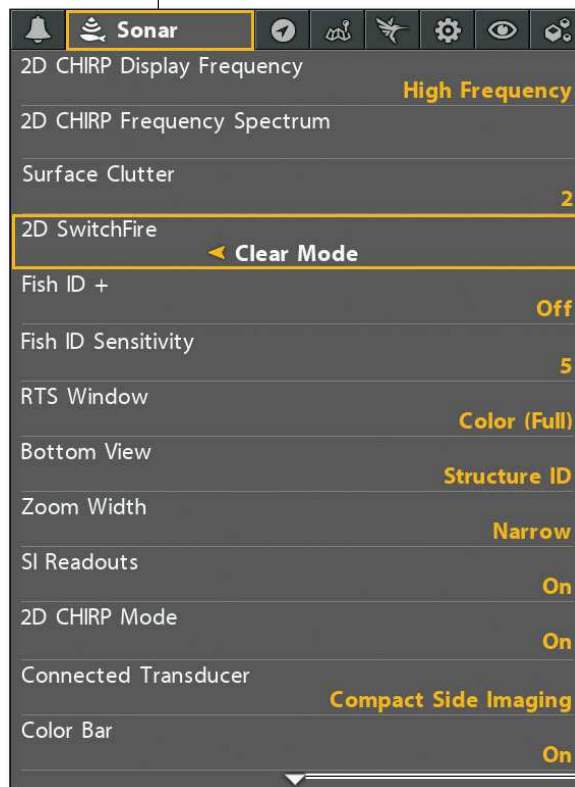 Sonar
2D CHIRP Display Frequency
High Frequency
2D CHIRP Frequency Spectrum
Surface Clutter
2
2D SwitchFire
Clear Mode
Fish ID +
Off
Fish ID Sensitivity
5
RTS Window
Color (Full)
Bottom View
Structure ID
Zoom Width
Narrow
SI Readouts
On
2D CHIRP Mode
On
Connected Transducer
Compact Side Imaging
Color Bar
On